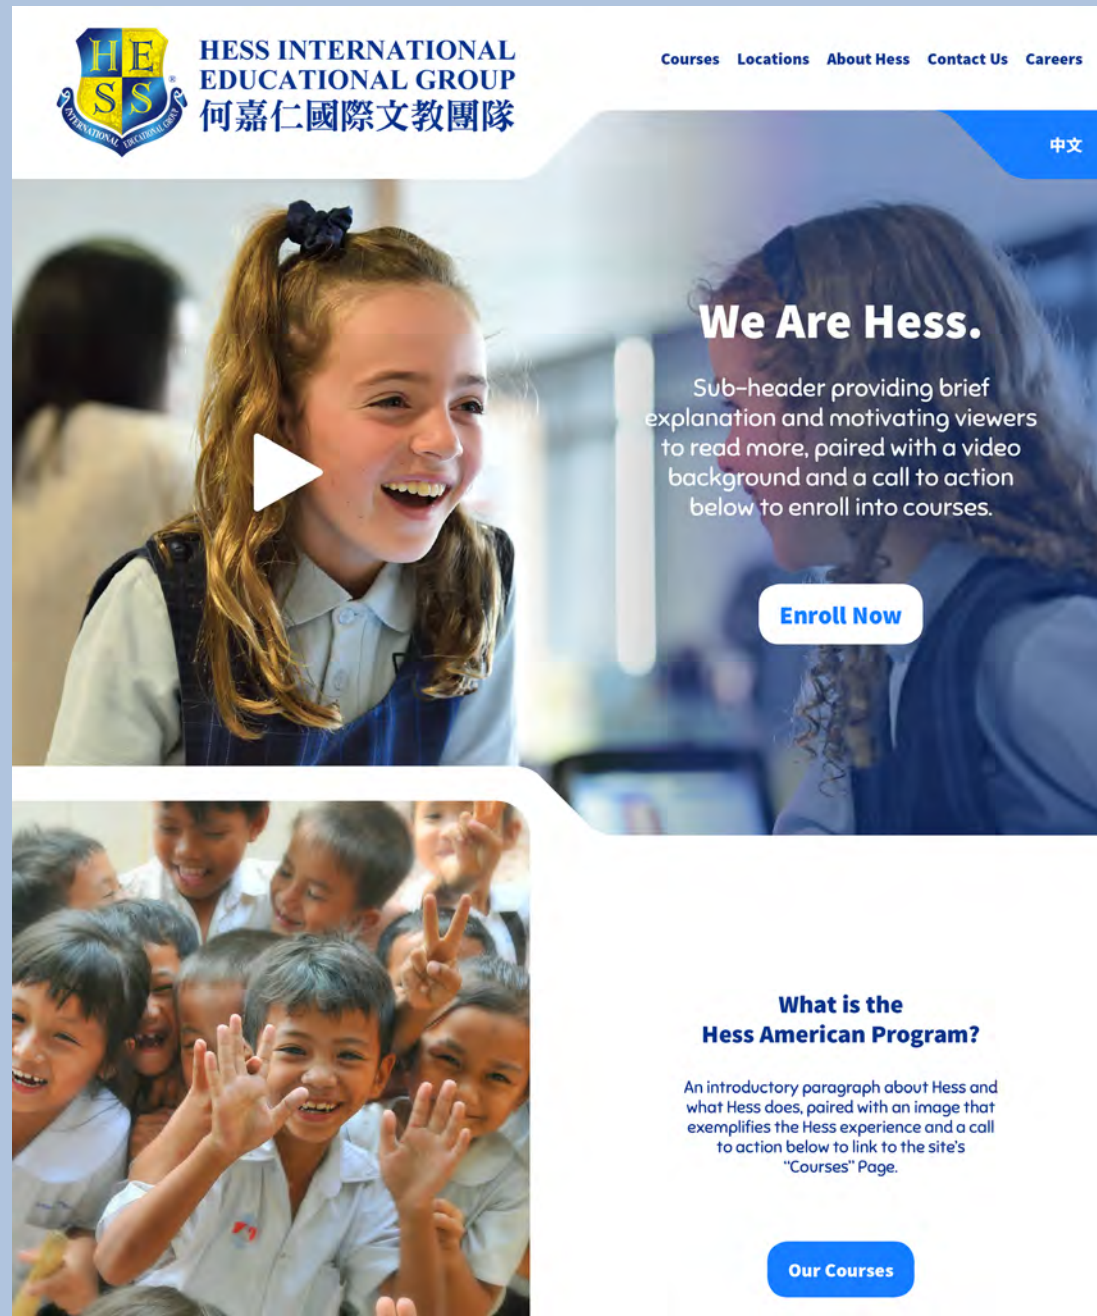 HESS
INTERNATIONAL EDUCATIONAL GROUP
®
HESS INTERNATIONAL
EDUCATIONAL GROUP
何嘉仁國際文教團隊
Courses Locations About Hess Contact Us Careers
中文
We Are Hess.
Sub-header providing brief
explanation and motivating viewers
to read more, paired with a video
background and a call to action
below to enroll into courses.
Enroll Now
What is the
Hess American Program?
An introductory paragraph about Hess and
what Hess does, paired with an image that
exemplifies the Hess experience and a call
to action below to link to the site's
“Courses” Page.
Our Courses